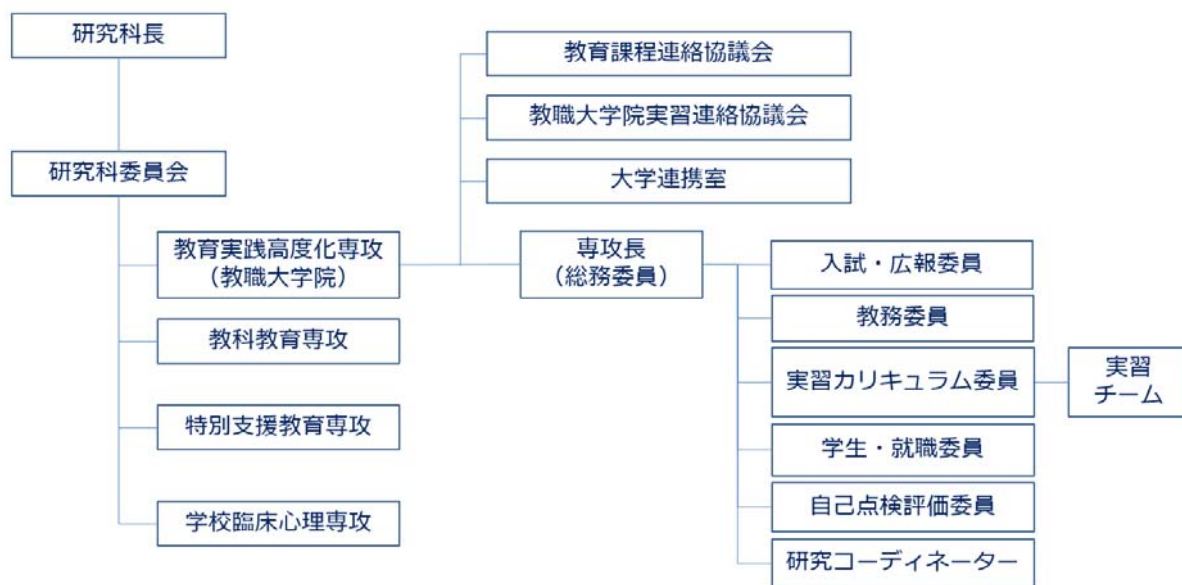 研究科長
研究科委員会
教育実践高度化専攻
（教職大学院）
教科教育専攻
特別支援教育専攻
学校臨床心理専攻
教育課程連絡協議会
教職大学院実習連絡協議会
大学連携室
専攻長
（総務委員）
入試・広報委員
教務委員
実習カリキュラム委員
学生・就職委員
自己点検評価委員
研究コーディネーター
実習
チーム